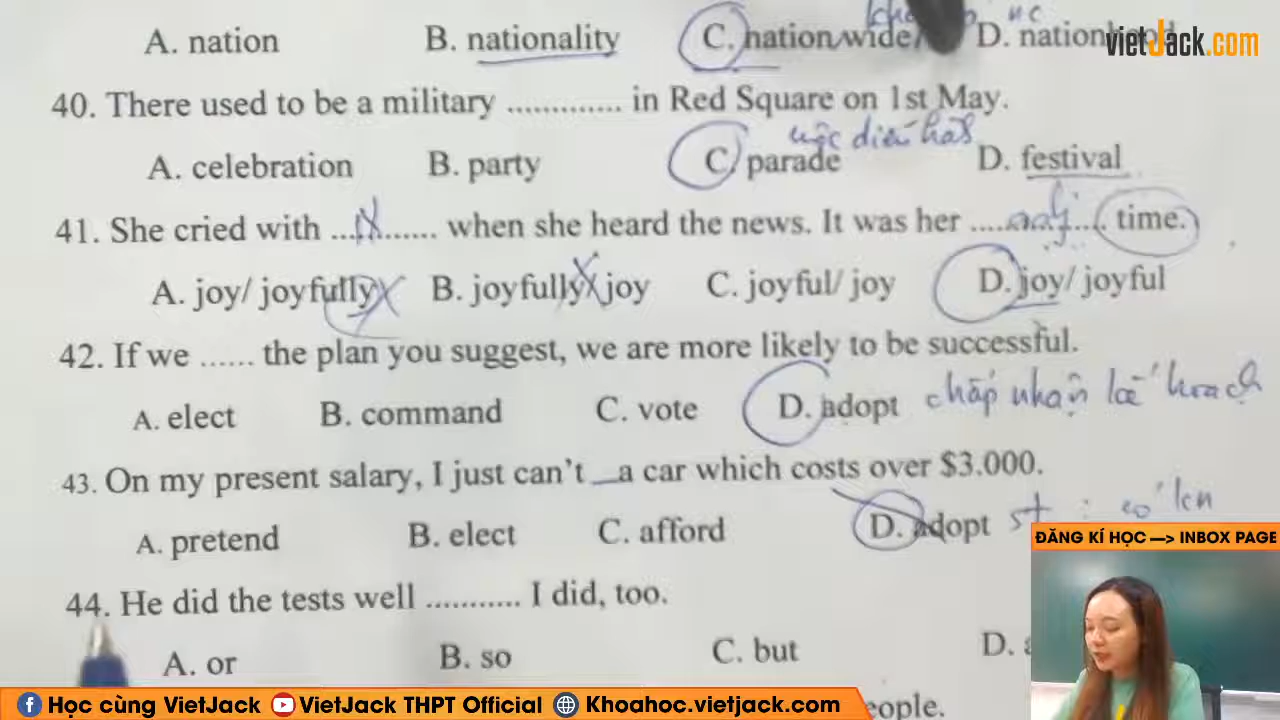 A. nation B. nationality C. nation/wide/ D.
vietJack.com
40. There used to be a military ............. in Red Square on 1st May.
A. celebration B. party C. parade D. festival
41. She cried with ............ when she heard the news. It was her ............ time.
A. joy/ joyfully B. joyfully/ joy C. joyful/ joy D. joy/ joyful
42. If we ...... the plan you suggest, we are more likely to be successful.
A. elect B. command C. vote D. adopt chấp nhận kế hoạch
43. On my present salary, I just can't __a car which costs over $3.000.
A. pretend B. elect C. afford D. adopt st :
ĐĂNG KÍ HỌC —> INBOX PAGE
44. He did the tests well ........... I did, too.
A. or B. so C. but D.
Học cùng VietJack VietJack THPT Official Khoahoc.vietjack.com
eople.